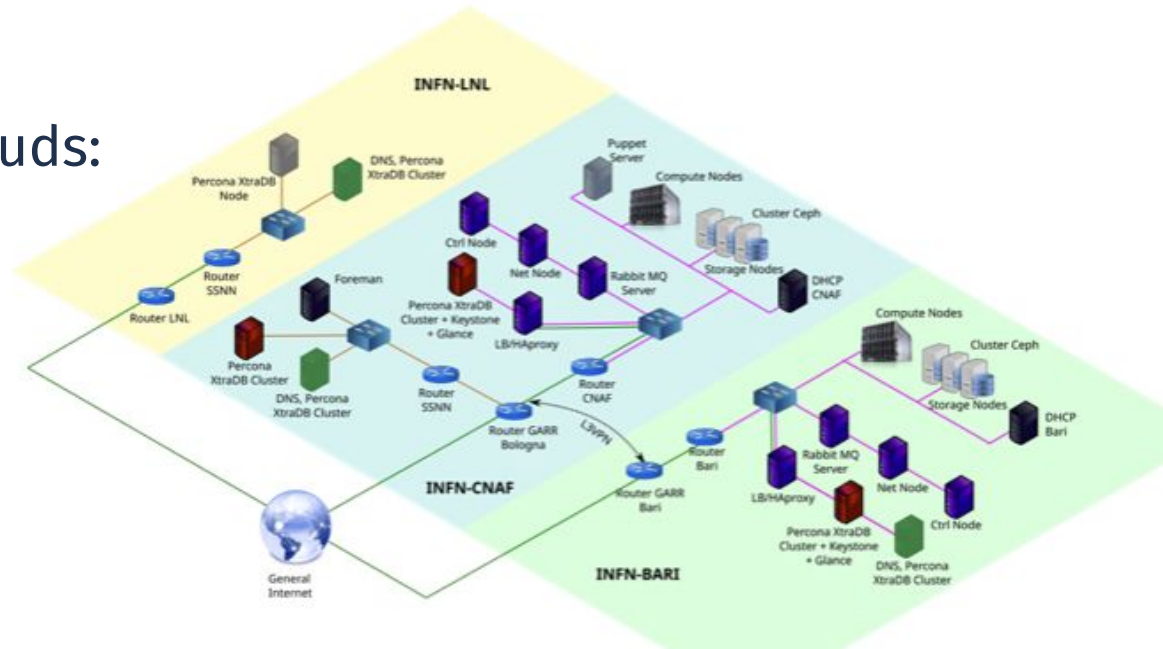 uds:
INFN-LNL
DNS, Percona
XtraDB Cluster
Percona XtraDB
Node
Router
SSNN
Router LNL
Puppet
Server
Compute Nodes
Cluster Ceph
Storage Nodes
DHCP
CNAF
Ctrl Node
Net Node
Rabbit MQ
Server
Percona XtraDB
Cluster + Keystone
+ Glance
LB/HAproxy
Foreman
Percona
XtraDB Cluster
DNS, Percona
XtraDB Cluster
Router
SSNN
Router
CNAF
Router GARR
Bologna
L3VPN
INFN-CNAF
General
Internet
Compute Nodes
Cluster Ceph
Storage Nodes
DHCP
Bari
Router
Bari
Router GARR
Bari
Rabbit MQ
Server
Net Node
Ctrl Node
LB/HAproxy
Percona XtraDB
Cluster + Keystone
+ Glance
DNS, Percona
XtraDB Cluster
INFN-BARI